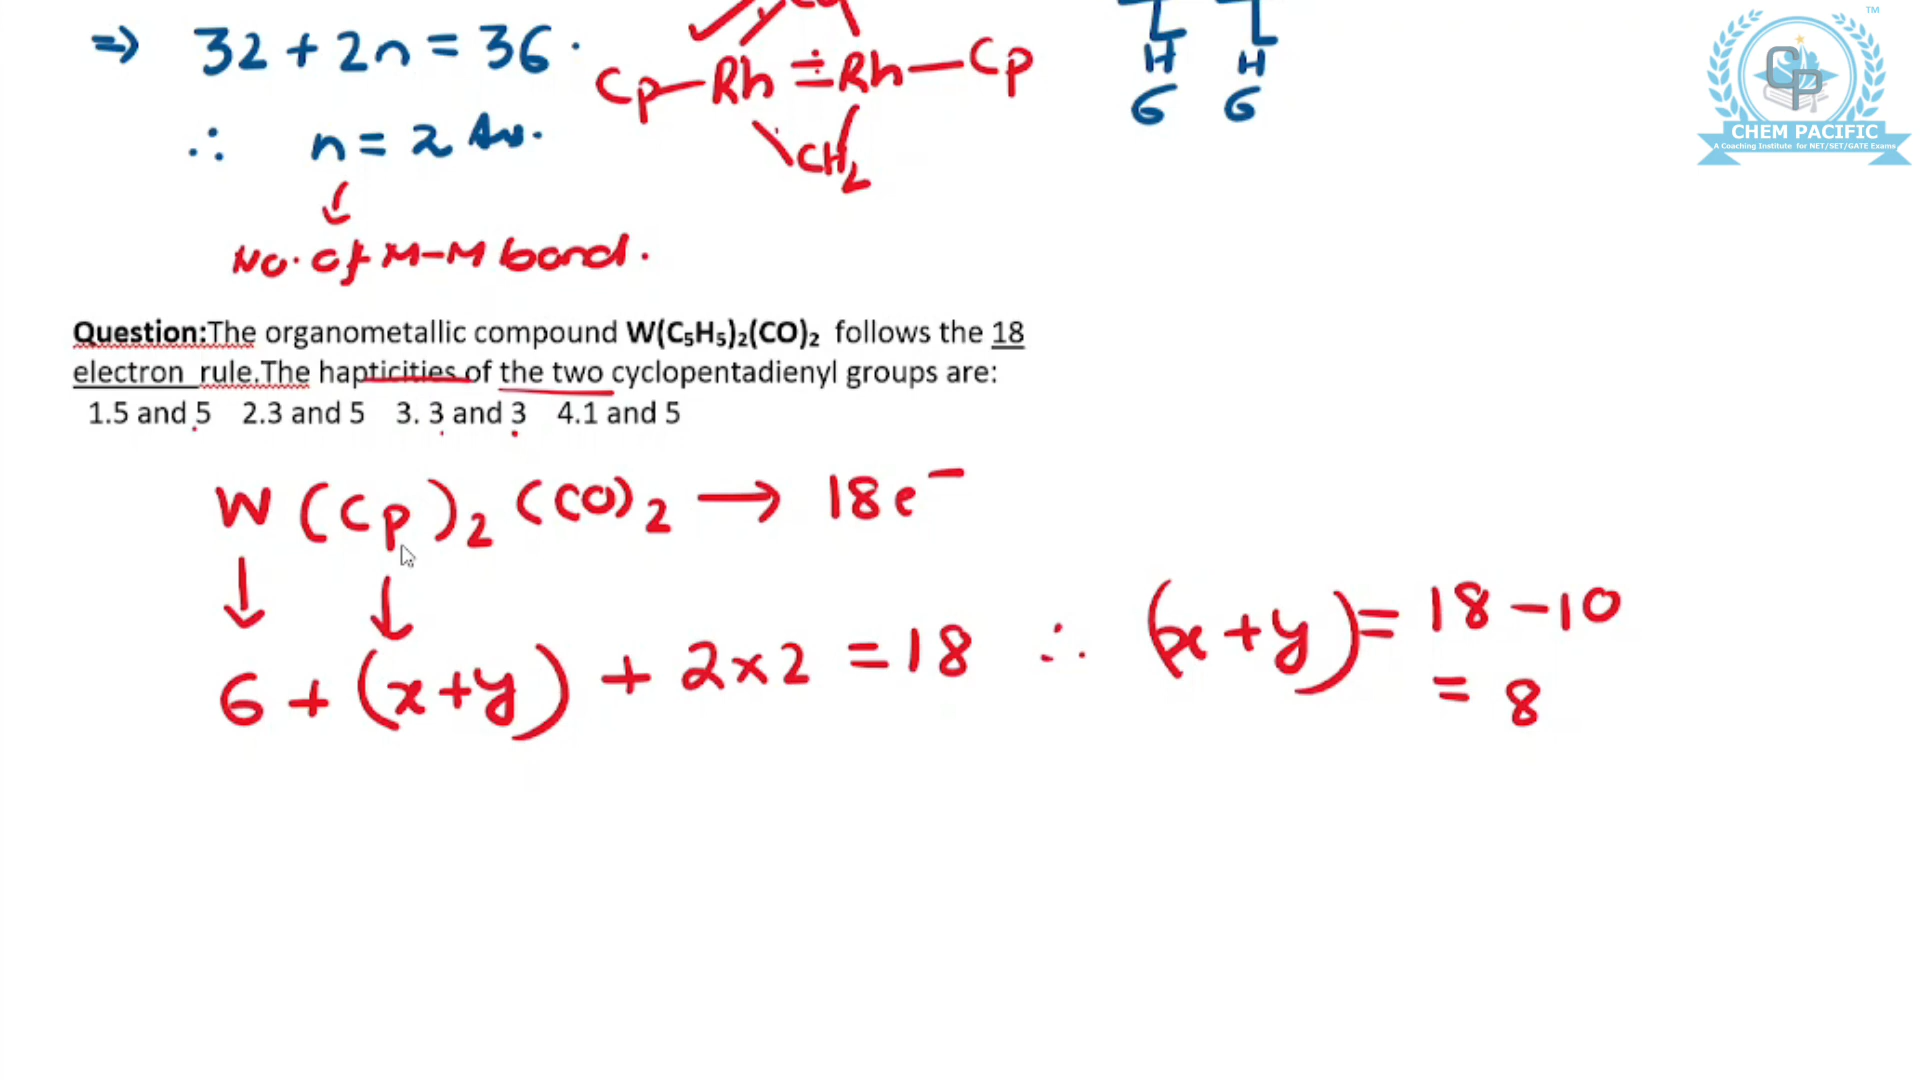 ⇒ 32 + 2n = 36.
Cp—Rh = Rh—Cp
H H
6 6
TM
CP
CHEM PACIFIC
A Coaching Institute for NET/SET/GATE Exams
∴ n = 2 Ans.
CH2
↓
No. of M-M bond.
Question:The organometallic compound W(C₅H₅)₂(CO)₂ follows the 18
electron rule.The hapticities of the two cyclopentadienyl groups are:
1.5 and 5 2.3 and 5 3. 3 and 3 4.1 and 5
W (Cp)2 (CO)2 → 18e⁻
↓ ↓
6 + (x+y) + 2×2 = 18 ∴ (x+y) = 18 – 10
= 8